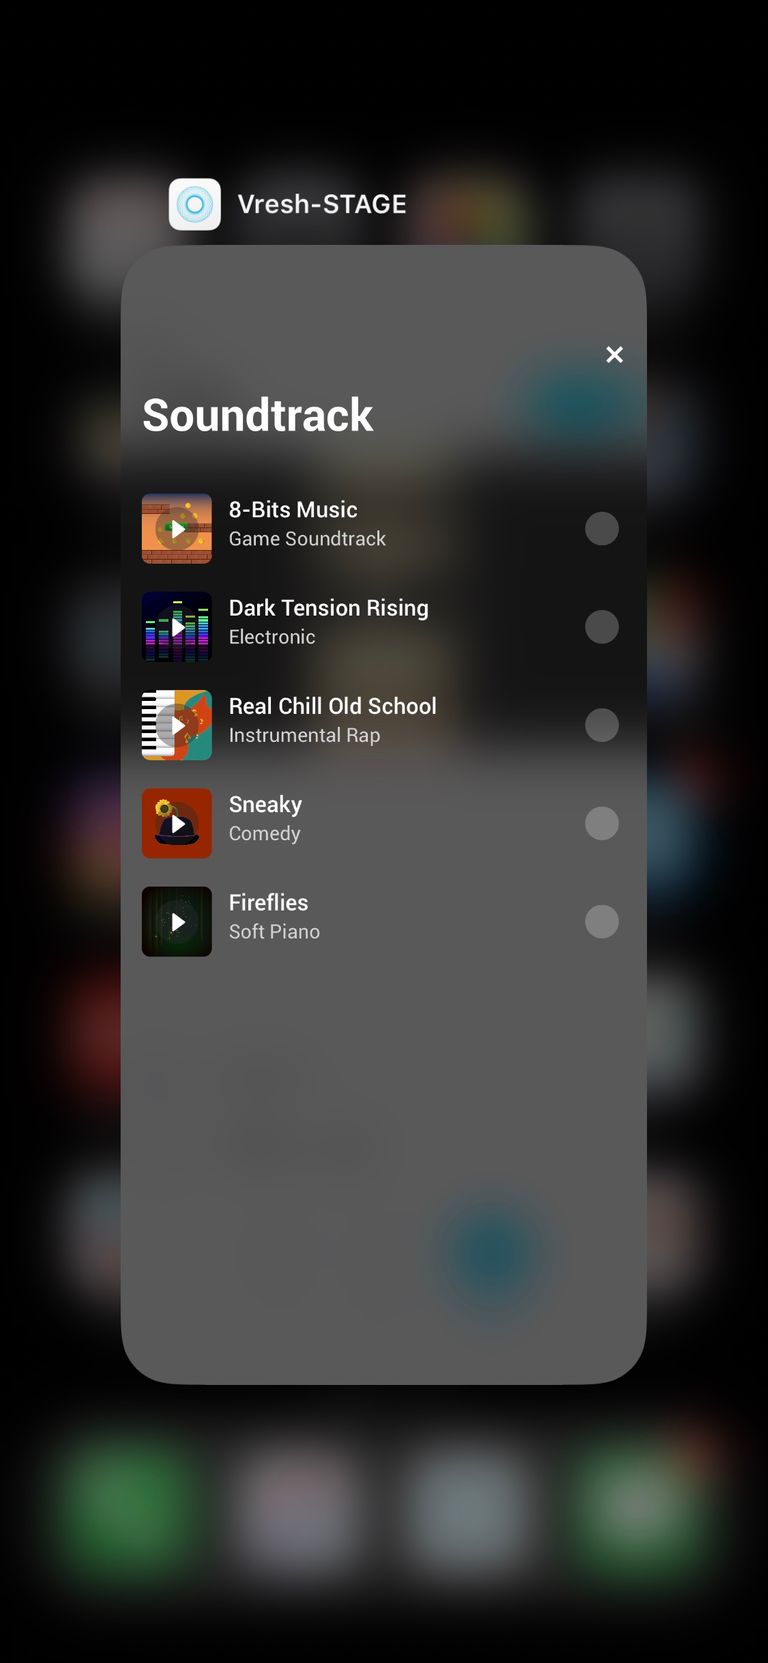 Vresh-STAGE
Soundtrack
8-Bits Music
Game Soundtrack
Dark Tension Rising
Electronic
Real Chill Old School
Instrumental Rap
Sneaky
Comedy
Fireflies
Soft Piano